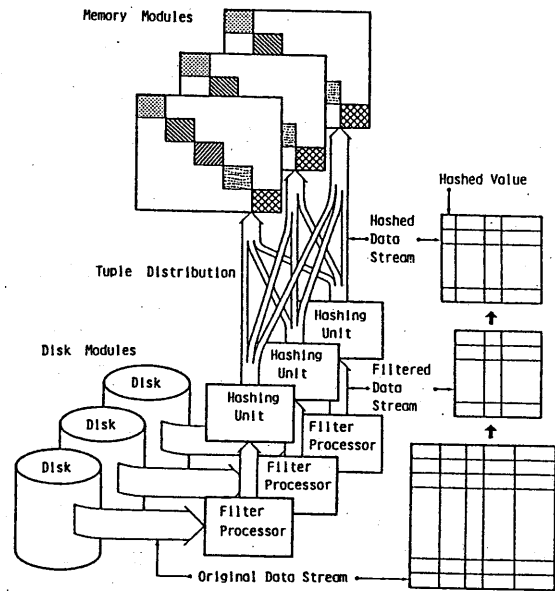 Memory Modules
Hashed Value
Hashed
Data
Stream
Tuple Distribution
Hashing
Unit
Disk Modules
Hashing
Unit
Filtered
Data
Stream
Disk
Hashing
Unit
Disk
Filter
Processor
Disk
Filter
Processor
Filter
Processor
Original Data Stream